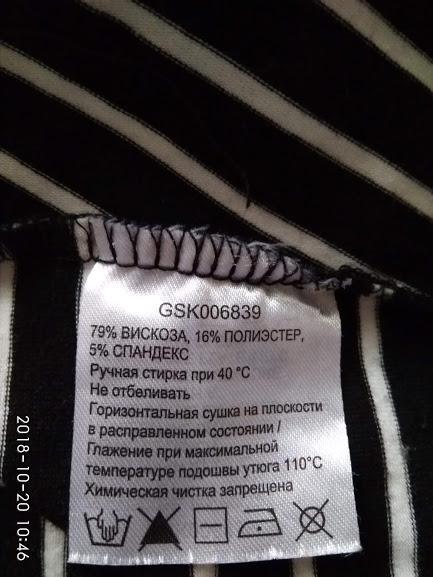 GSK006839
79% ВИСКОЗА, 16% ПОЛИЭСТЕР,
5% СПАНДЕКС
Ручная стирка при 40 °C
Не отбеливать
Горизонтальная сушка на плоскости
в расправленном состоянии /
Глажение при максимальной
температуре подошвы утюга 110°C
Химическая чистка запрещена
2018-10-20 10:46